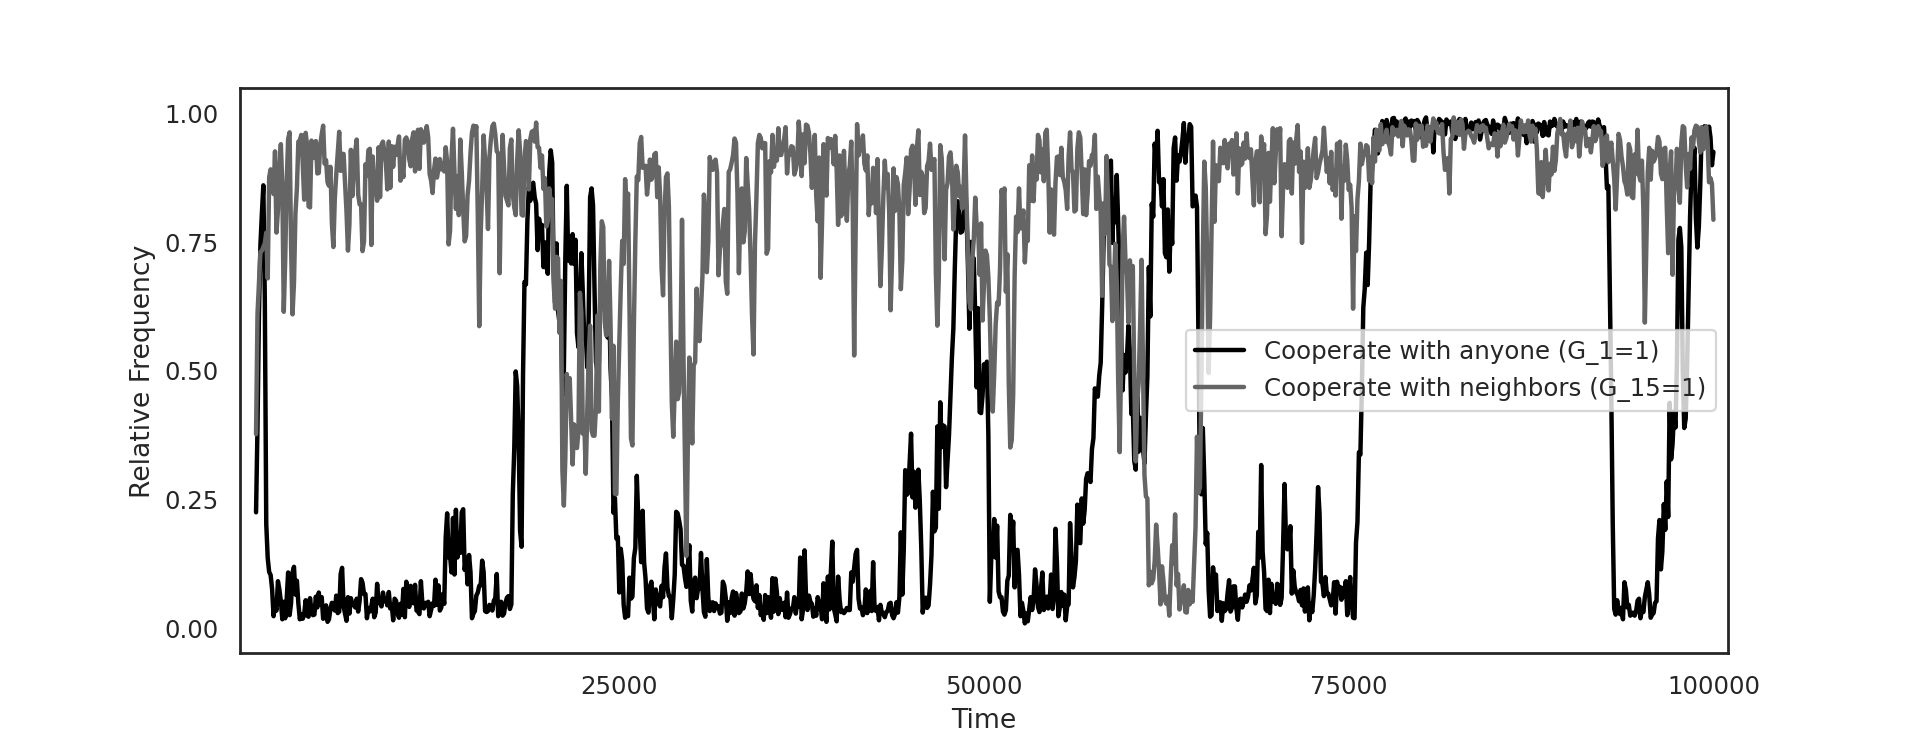 1.00
0.75
0.50
0.25
0.00
Relative Frequency
Cooperate with anyone (G_1=1)
Cooperate with neighbors (G_15=1)
25000
50000
75000
100000
Time